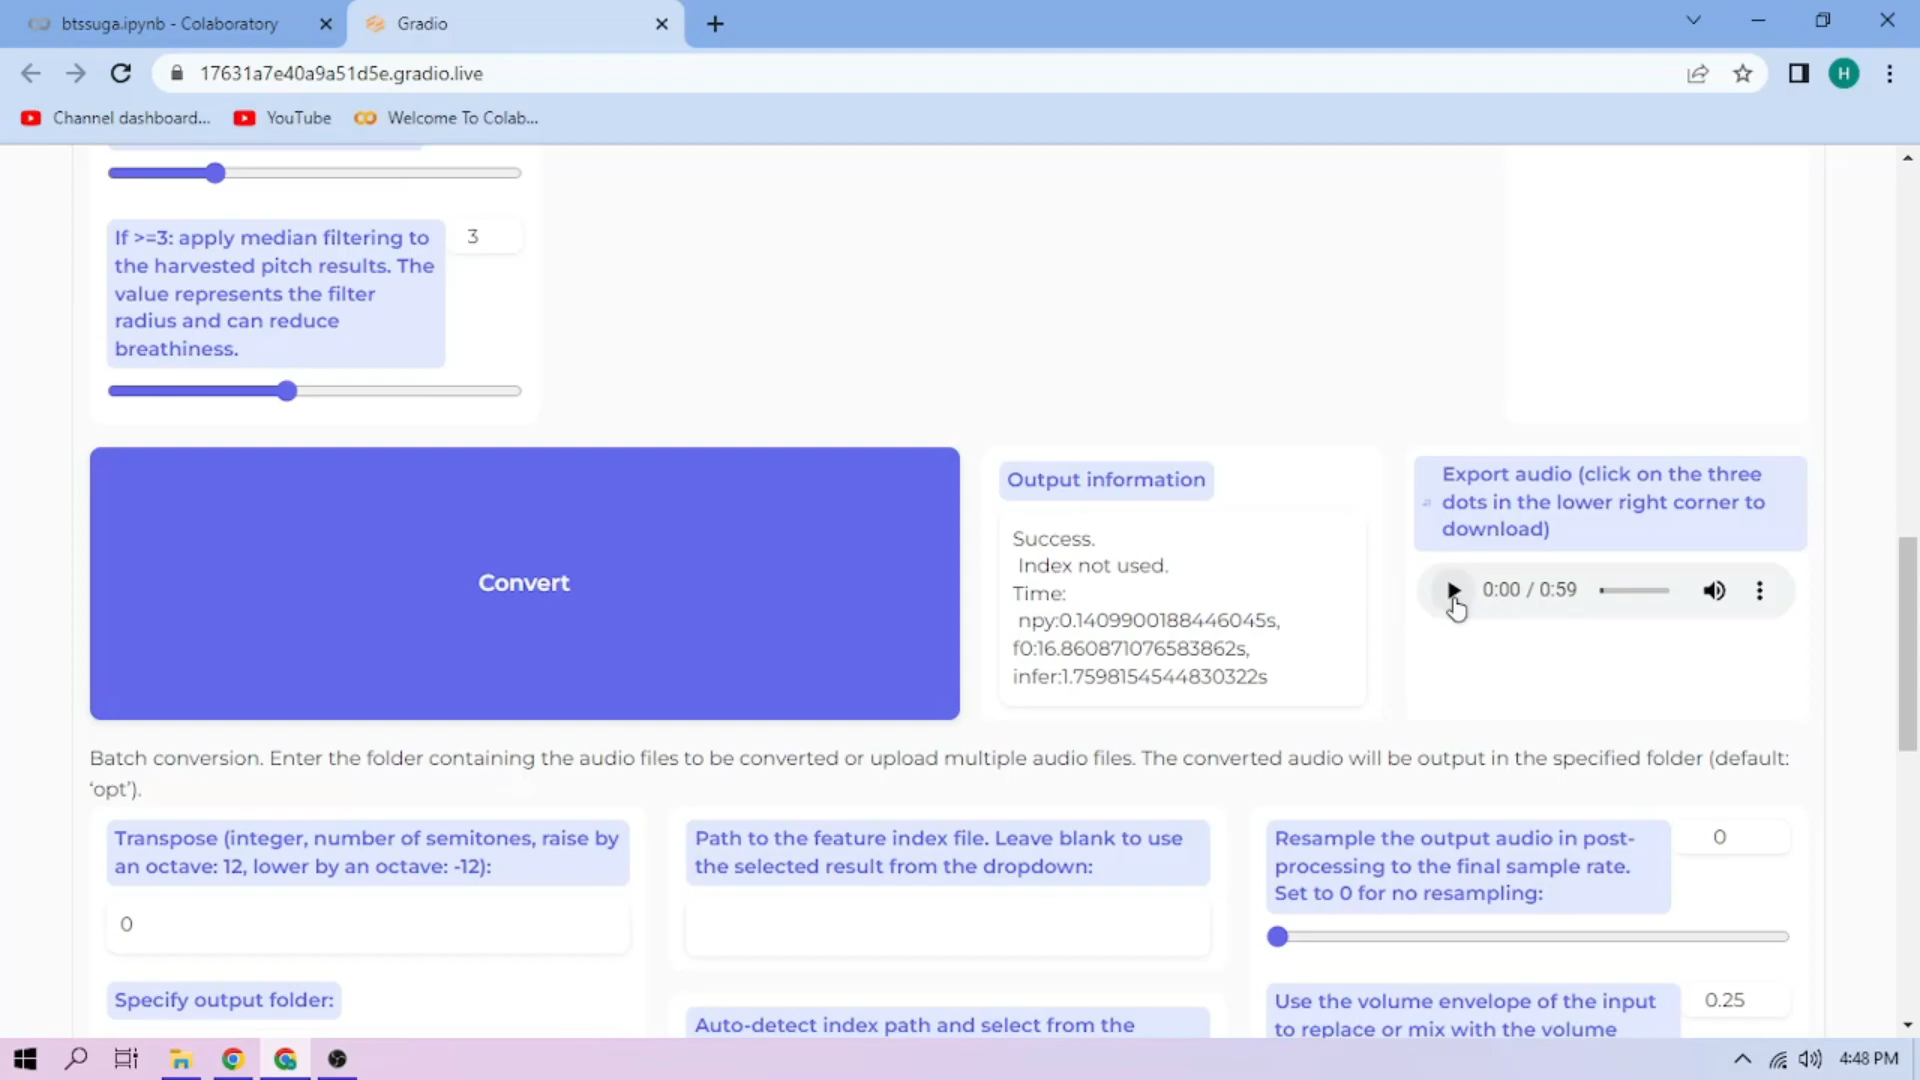 btssuga.ipynb - Colaboratory
Gradio
17631a7e40a9a51d5e.gradio.live
H
Channel dashboard...
YouTube
Welcome To Colab...
If >=3: apply median filtering to
the harvested pitch results. The
value represents the filter
radius and can reduce
breathiness.
3
Convert
Output information
Success.
Index not used.
Time:
npy:0.1409900188446045s,
f0:16.860871076583862s,
infer:1.7598154544830322s
Export audio (click on the three
dots in the lower right corner to
download)
0:00 / 0:59
Batch conversion. Enter the folder containing the audio files to be converted or upload multiple audio files. The converted audio will be output in the specified folder (default:
‘opt’).
Transpose (integer, number of semitones, raise by
an octave: 12, lower by an octave: -12):
0
Specify output folder:
Path to the feature index file. Leave blank to use
the selected result from the dropdown:
Auto-detect index path and select from the
Resample the output audio in post-
processing to the final sample rate.
Set to 0 for no resampling:
0
Use the volume envelope of the input
to replace or mix with the volume
0.25
4:48 PM